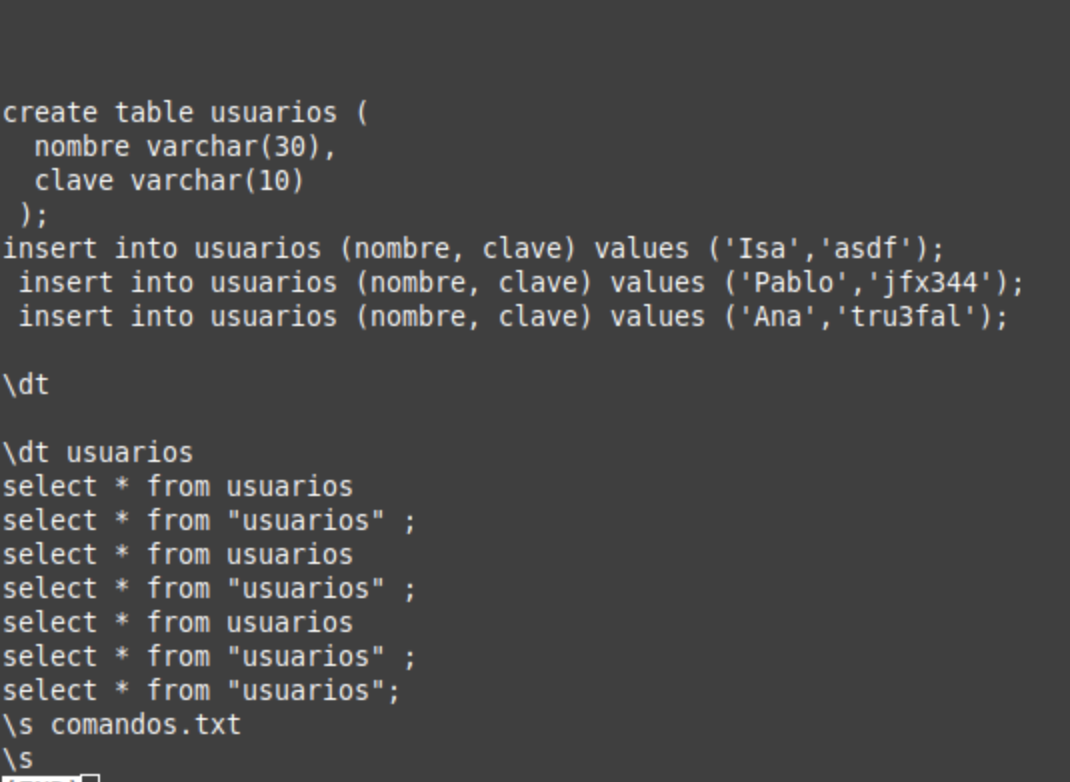 create table usuarios (
nombre varchar(30),
clave varchar(10)
);
insert into usuarios (nombre, clave) values ('Isa','asdf');
insert into usuarios (nombre, clave) values ('Pablo','jfx344');
insert into usuarios (nombre, clave) values ('Ana','tru3fal');
\dt
\dt usuarios
select * from usuarios
select * from "usuarios" ;
select * from usuarios
select * from "usuarios" ;
select * from usuarios
select * from "usuarios" ;
select * from "usuarios";
\s comandos.txt
\s